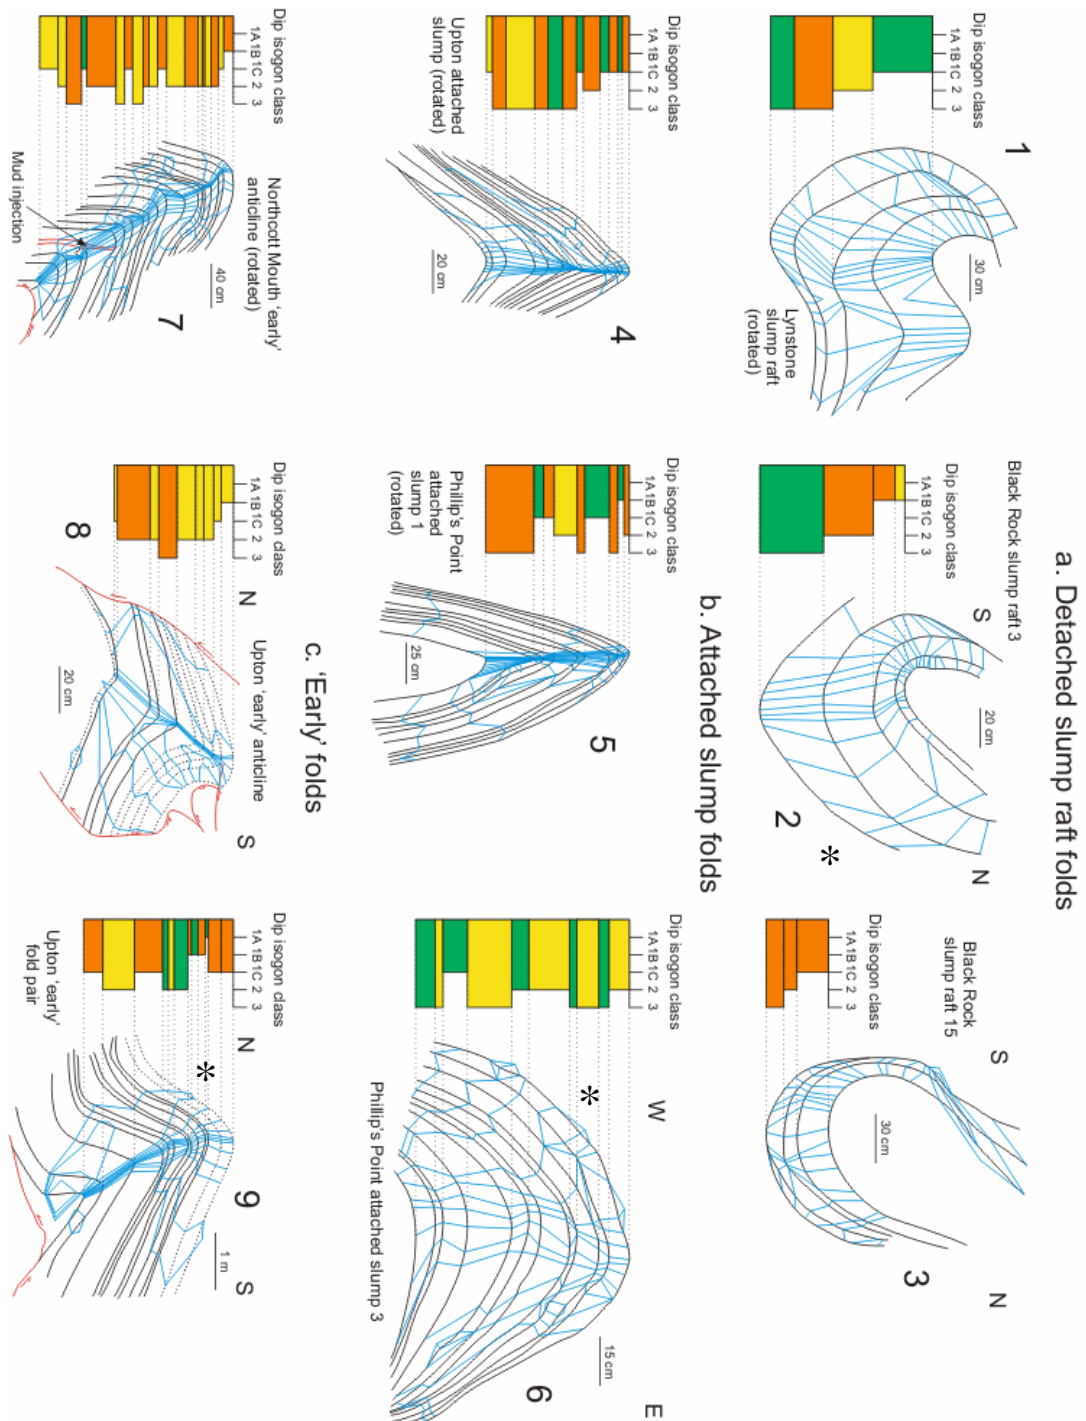 a. Detached slump raft folds
Dip isogon class
1A 1B 1C 2 3
1
30 cm
Lynstone
slump raft
(rotated)
Black Rock slump raft 3
Dip isogon class
1A 1B 1C 2 3
S
N
20 cm
2
*
Black Rock
slump raft 15
Dip isogon class
1A 1B 1C 2 3
S
N
30 cm
3
b. Attached slump folds
Upton attached
slump (rotated)
Dip isogon class
1A 1B 1C 2 3
20 cm
4
Dip isogon class
1A 1B 1C 2 3
Phillip's Point
attached
slump 1
(rotated)
25 cm
5
Dip isogon class
1A 1B 1C 2 3
W
E
*
15 cm
Phillip's Point attached slump 3
6
c. 'Early' folds
Dip isogon class
1A 1B 1C 2 3
Northcott Mouth 'early'
anticline (rotated)
Mud injection
40 cm
7
Dip isogon class
1A 1B 1C 2 3
N
S
Upton 'early' anticline
20 cm
8
Dip isogon class
1A 1B 1C 2 3
N
S
*
Upton 'early'
fold pair
1 m
9